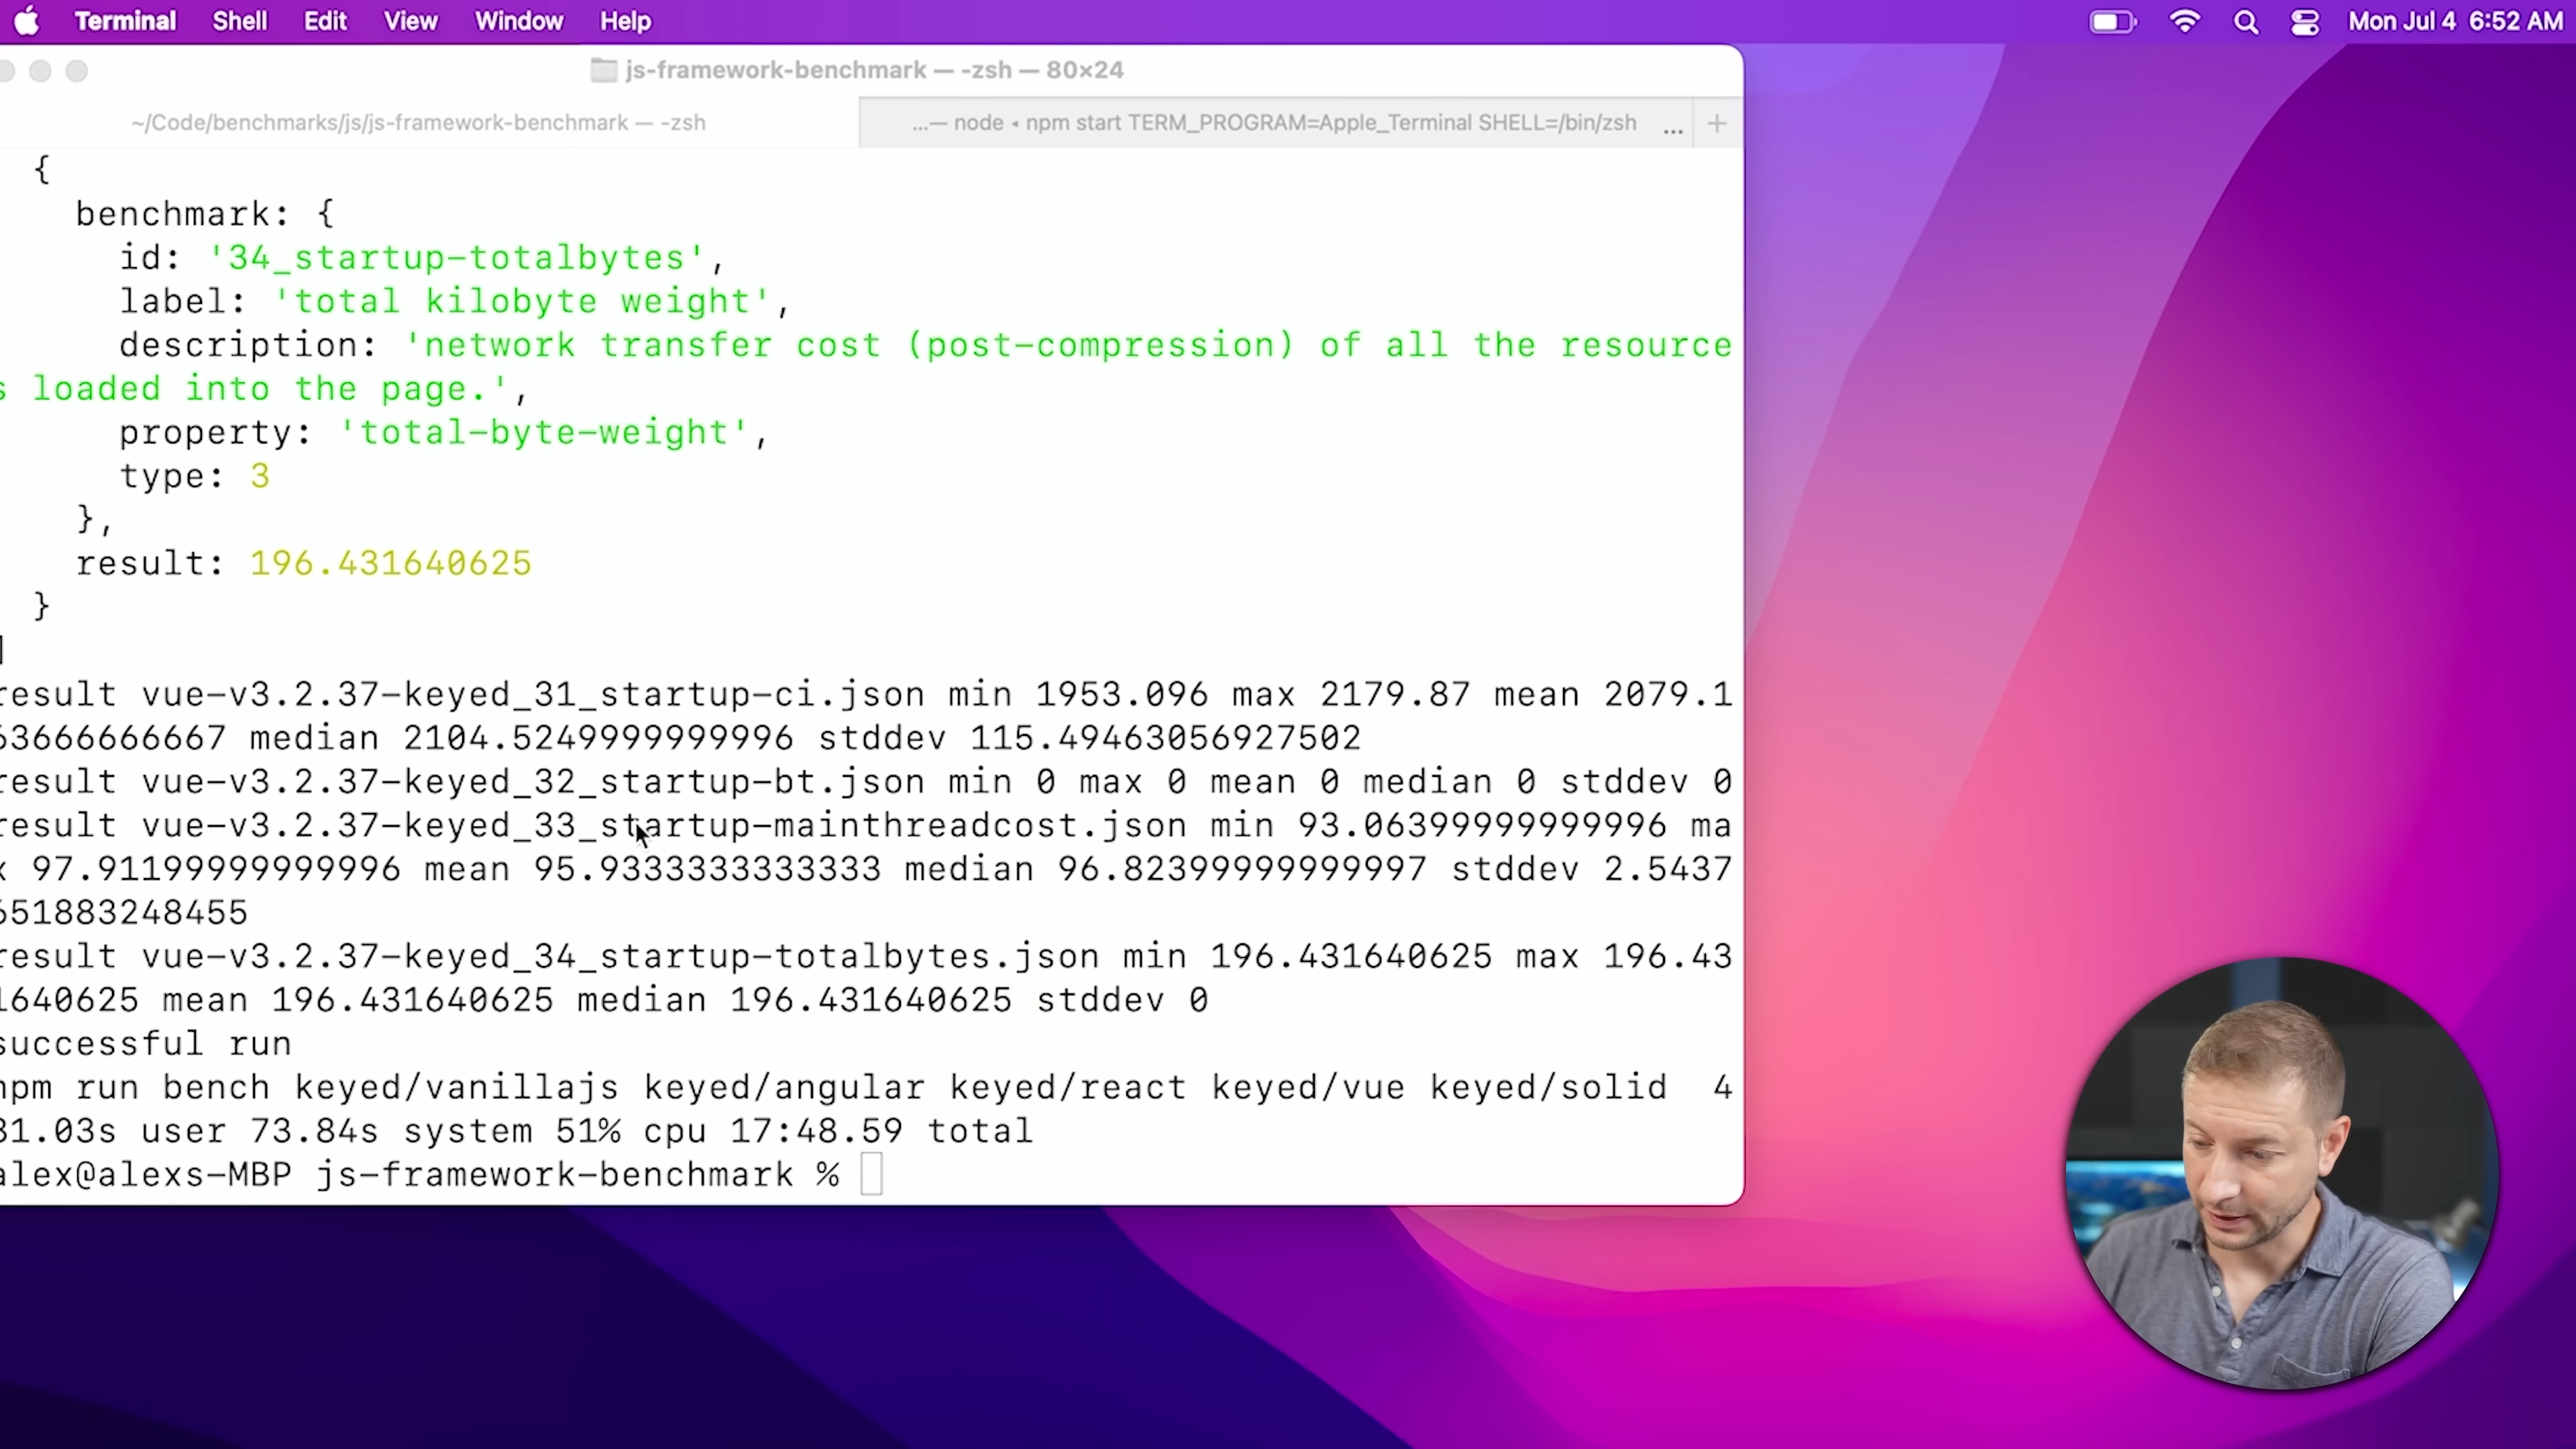 Terminal Shell Edit View Window Help Mon Jul 4 6:52 AM
js-framework-benchmark — -zsh — 80×24
~/Code/benchmarks/js/js-framework-benchmark — -zsh ...— node ◂ npm start TERM_PROGRAM=Apple_Terminal SHELL=/bin/zsh ... +
{
benchmark: {
id: '34_startup-totalbytes',
label: 'total kilobyte weight',
description: 'network transfer cost (post-compression) of all the resource
s loaded into the page.',
property: 'total-byte-weight',
type: 3
},
result: 196.431640625
}
]
result vue-v3.2.37-keyed_31_startup-ci.json min 1953.096 max 2179.87 mean 2079.1
63666666667 median 2104.5249999999996 stddev 115.49463056927502
result vue-v3.2.37-keyed_32_startup-bt.json min 0 max 0 mean 0 median 0 stddev 0
result vue-v3.2.37-keyed_33_startup-mainthreadcost.json min 93.06399999999996 ma
x 97.91199999999996 mean 95.9333333333333 median 96.82399999999997 stddev 2.5437
651883248455
result vue-v3.2.37-keyed_34_startup-totalbytes.json min 196.431640625 max 196.43
1640625 mean 196.431640625 median 196.431640625 stddev 0
successful run
npm run bench keyed/vanillajs keyed/angular keyed/react keyed/vue keyed/solid 4
81.03s user 73.84s system 51% cpu 17:48.59 total
alex@alexs-MBP js-framework-benchmark %